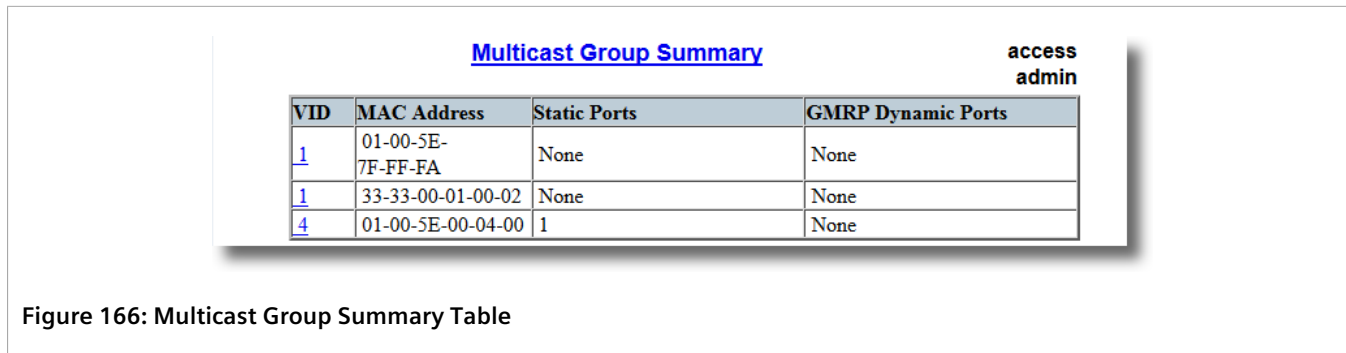 Multicast Group Summary
access
admin
VID MAC Address Static Ports GMRP Dynamic Ports
1 01-00-5E-
7F-FF-FA None None
1 33-33-00-01-00-02 None None
4 01-00-5E-00-04-00 1 None
Figure 166: Multicast Group Summary Table